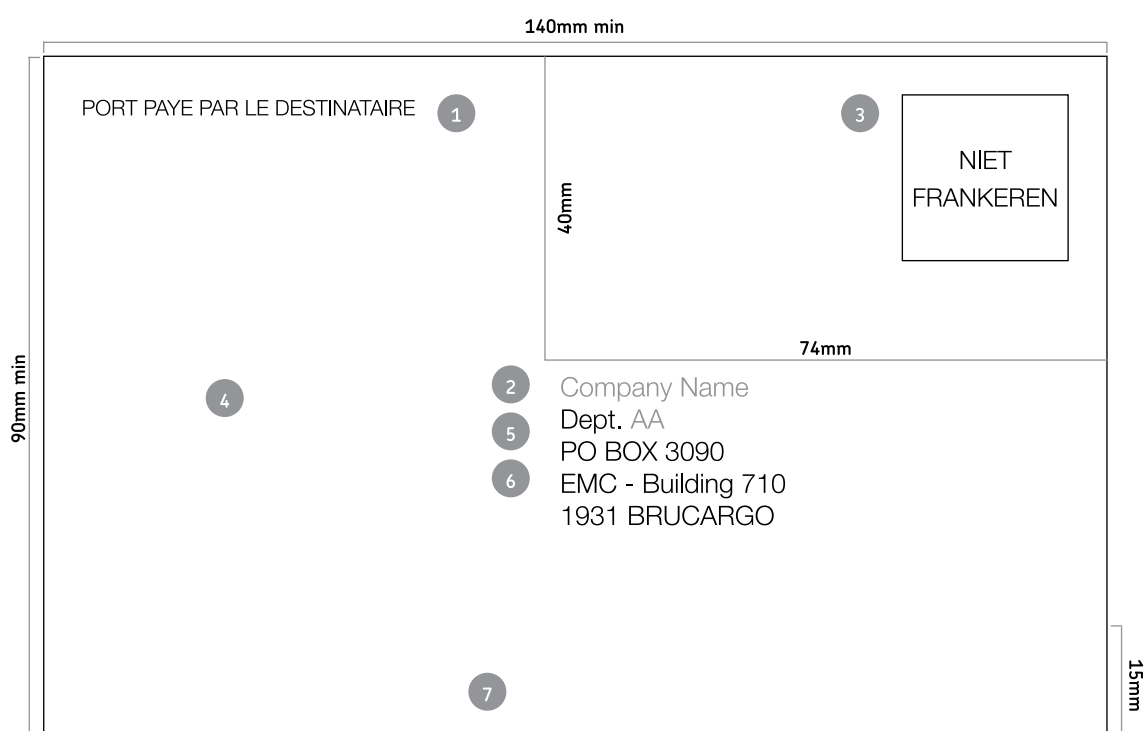 140mm min
PORT PAYE PAR LE DESTINATAIRE 1
3
NIET
FRANKEREN
40mm
74mm
90mm min
4
2 Company Name
5 Dept. AA
PO BOX 3090
6 EMC - Building 710
1931 BRUCARGO
15mm
7